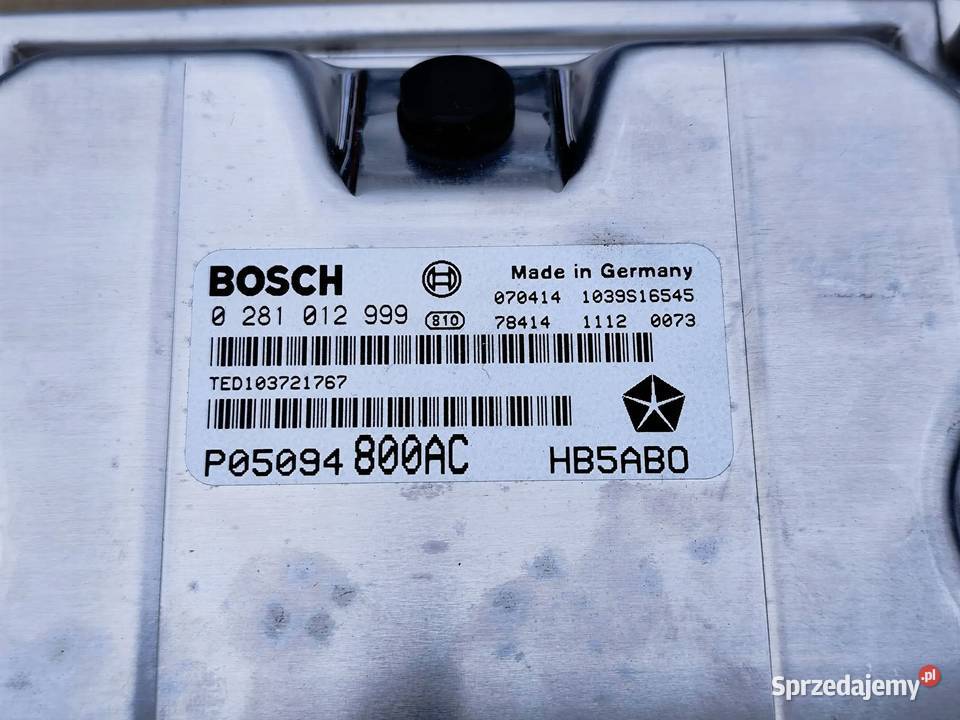 BOSCH
Made in Germany
070414 1039S16545
0 281 012 999 810 78414 1112 0073
TED103721767
P05094 800AC HB5ABO
Sprzedajemy.pl